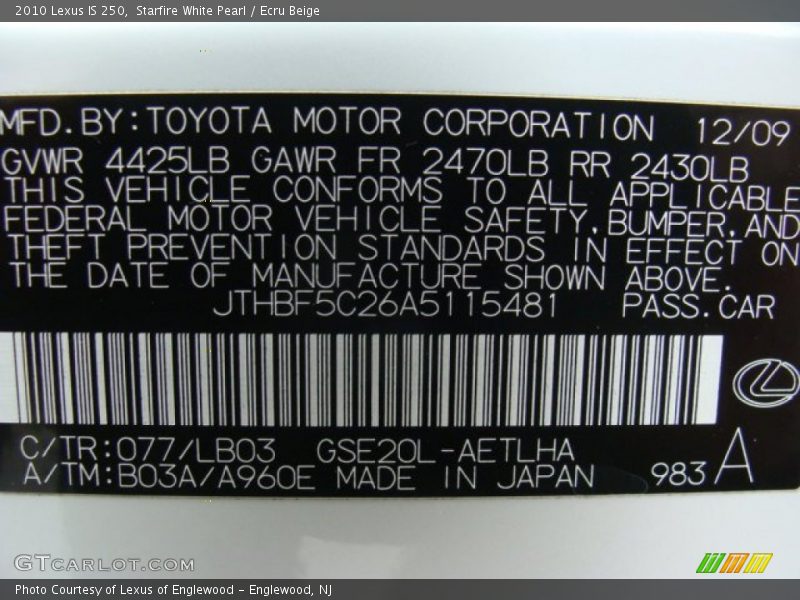 2010 Lexus IS 250, Starfire White Pearl / Ecru Beige
MFD. BY: TOYOTA MOTOR CORPORATION 12/09
GVWR 4425LB GAWR FR 2470LB RR 2430LB
THIS VEHICLE CONFORMS TO ALL APPLICABLE
FEDERAL MOTOR VEHICLE SAFETY, BUMPER, AND
THEFT PREVENTION STANDARDS IN EFFECT ON
THE DATE OF MANUFACTURE SHOWN ABOVE.
JTHBF5C26A5115481 PASS. CAR
C/TR: 077/LB03 GSE20L-AETLHA
A/TM: B03A/A960E MADE IN JAPAN 983 A
GTCARLOT.COM
Photo Courtesy of Lexus of Englewood - Englewood, NJ